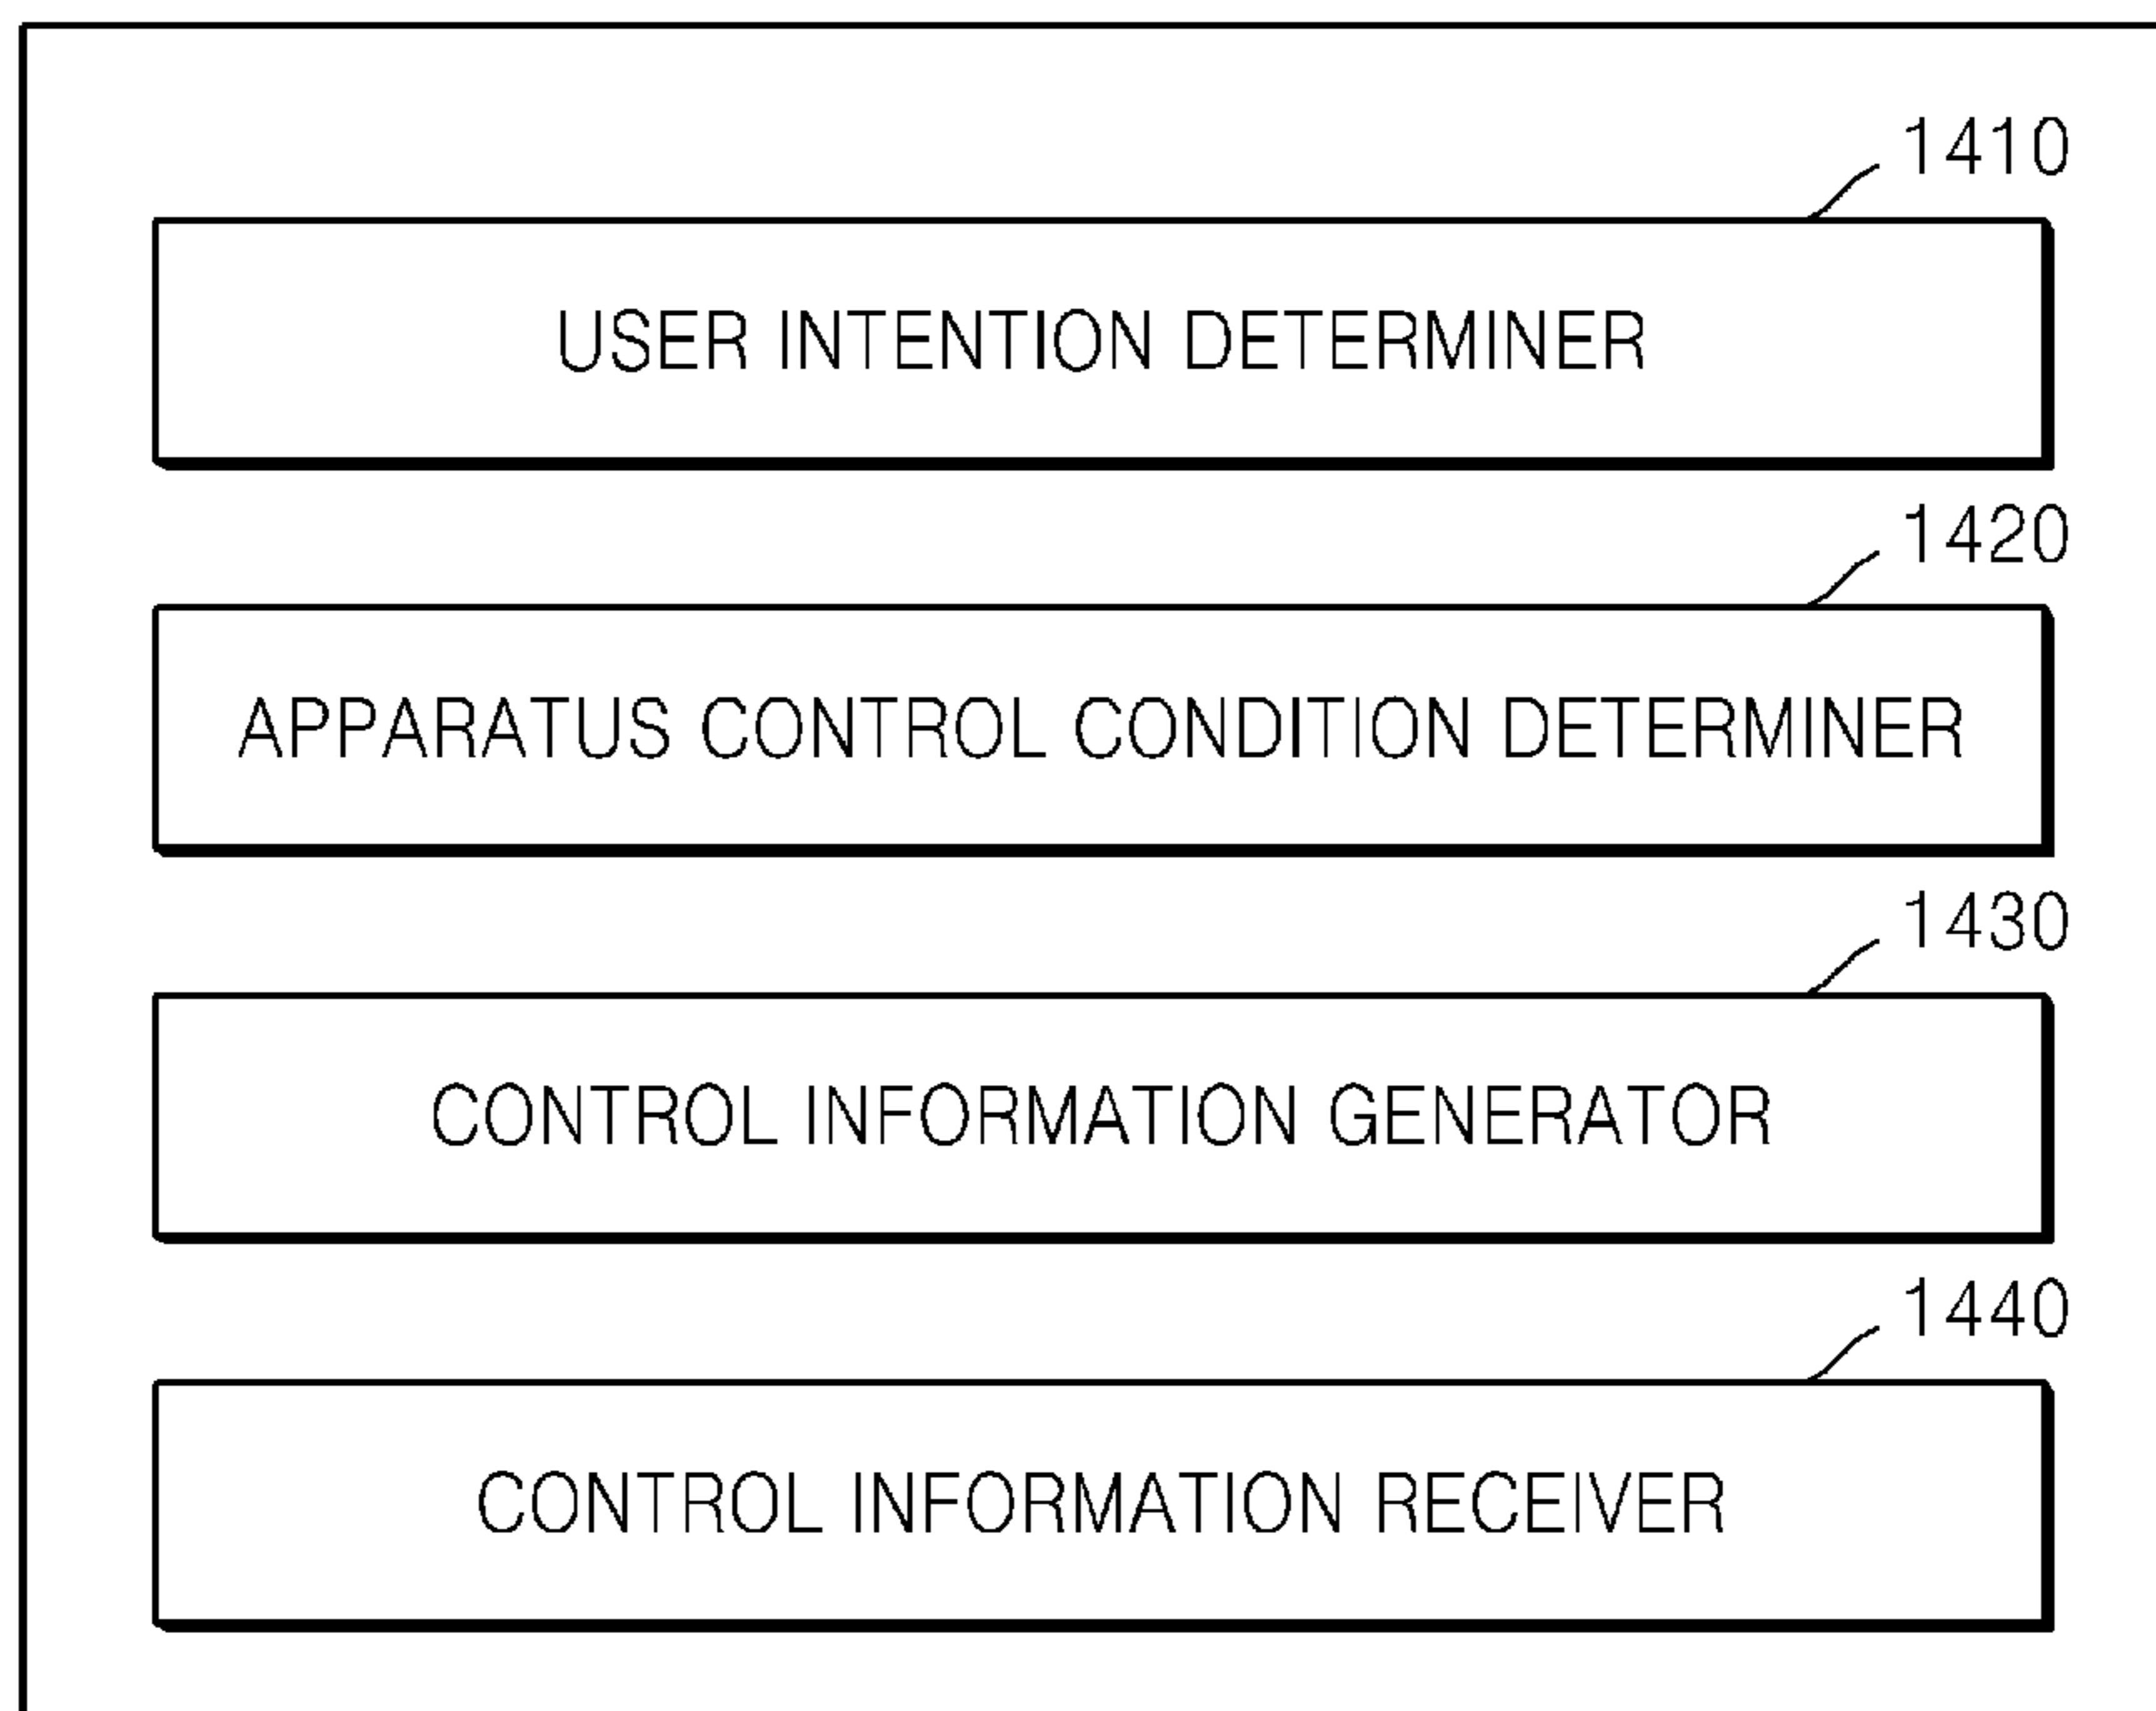 1410
USER INTENTION DETERMINER
1420
APPARATUS CONTROL CONDITION DETERMINER
1430
CONTROL INFORMATION GENERATOR
1440
CONTROL INFORMATION RECEIVER